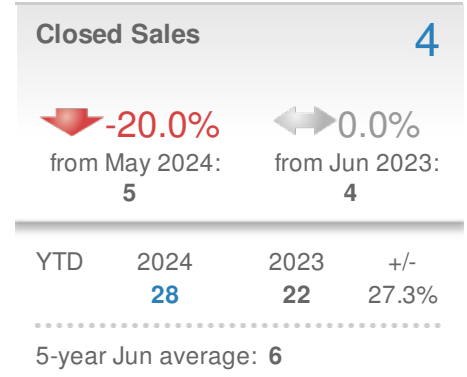 Closed Sales 4
-20.0% 0.0%
from May 2024: from Jun 2023:
5 4
YTD 2024 2023 +/-
28 22 27.3%
5-year Jun average: 6